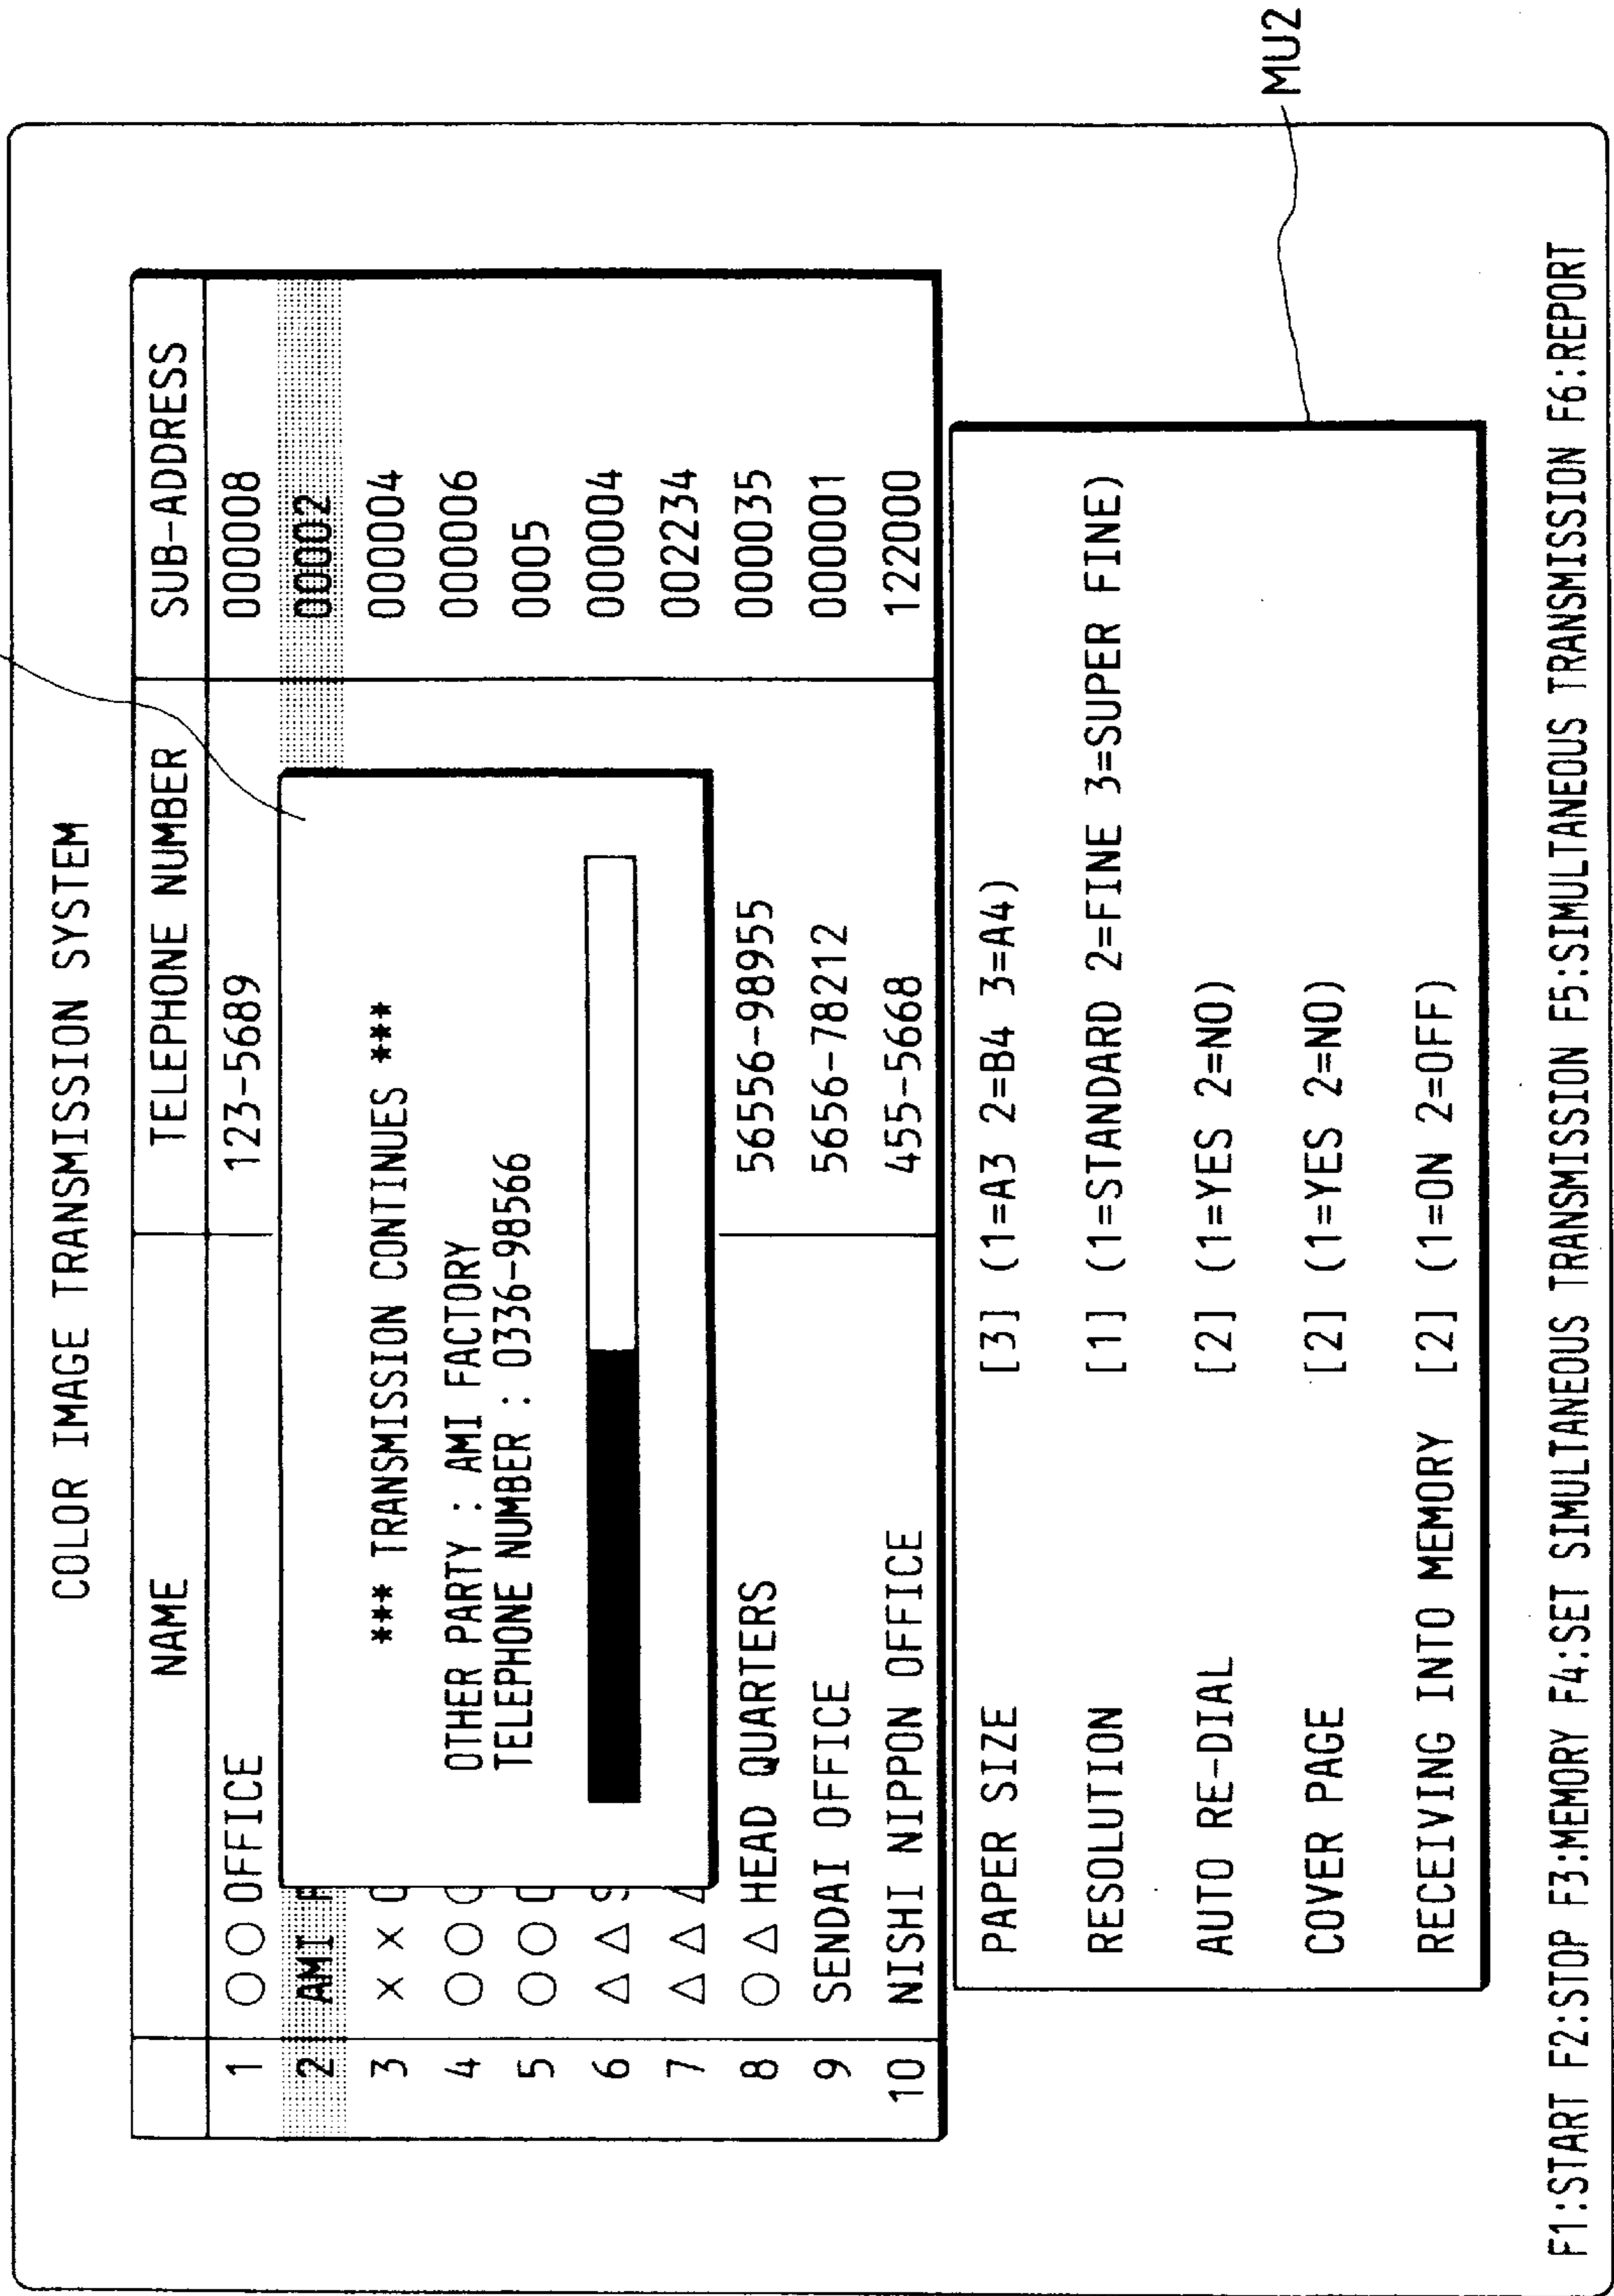 COLOR IMAGE TRANSMISSION SYSTEM
NAME TELEPHONE NUMBER SUB-ADDRESS
1 ○○OFFICE 123-5689 000008
2 AMI 00002
3 ×× 000004
4 ○○ 000006
5 ○○ 0005
6 △△ 000004
7 △△ 002234
8 ○△HEAD QUARTERS 56556-98955 000035
9 SENDAI OFFICE 5656-78212 000001
10 NISHI NIPPON OFFICE 455-5668 122000
*** TRANSMISSION CONTINUES ***
OTHER PARTY : AMI FACTORY
TELEPHONE NUMBER : 0336-98566
PAPER SIZE [3] (1=A3 2=B4 3=A4)
RESOLUTION [1] (1=STANDARD 2=FINE 3=SUPER FINE)
AUTO RE-DIAL [2] (1=YES 2=NO)
COVER PAGE [2] (1=YES 2=NO)
RECEIVING INTO MEMORY [2] (1=ON 2=OFF)
F1:START F2:STOP F3:MEMORY F4:SET SIMULTANEOUS TRANSMISSION F5:SIMULTANEOUS TRANSMISSION F6:REPORT
MU2